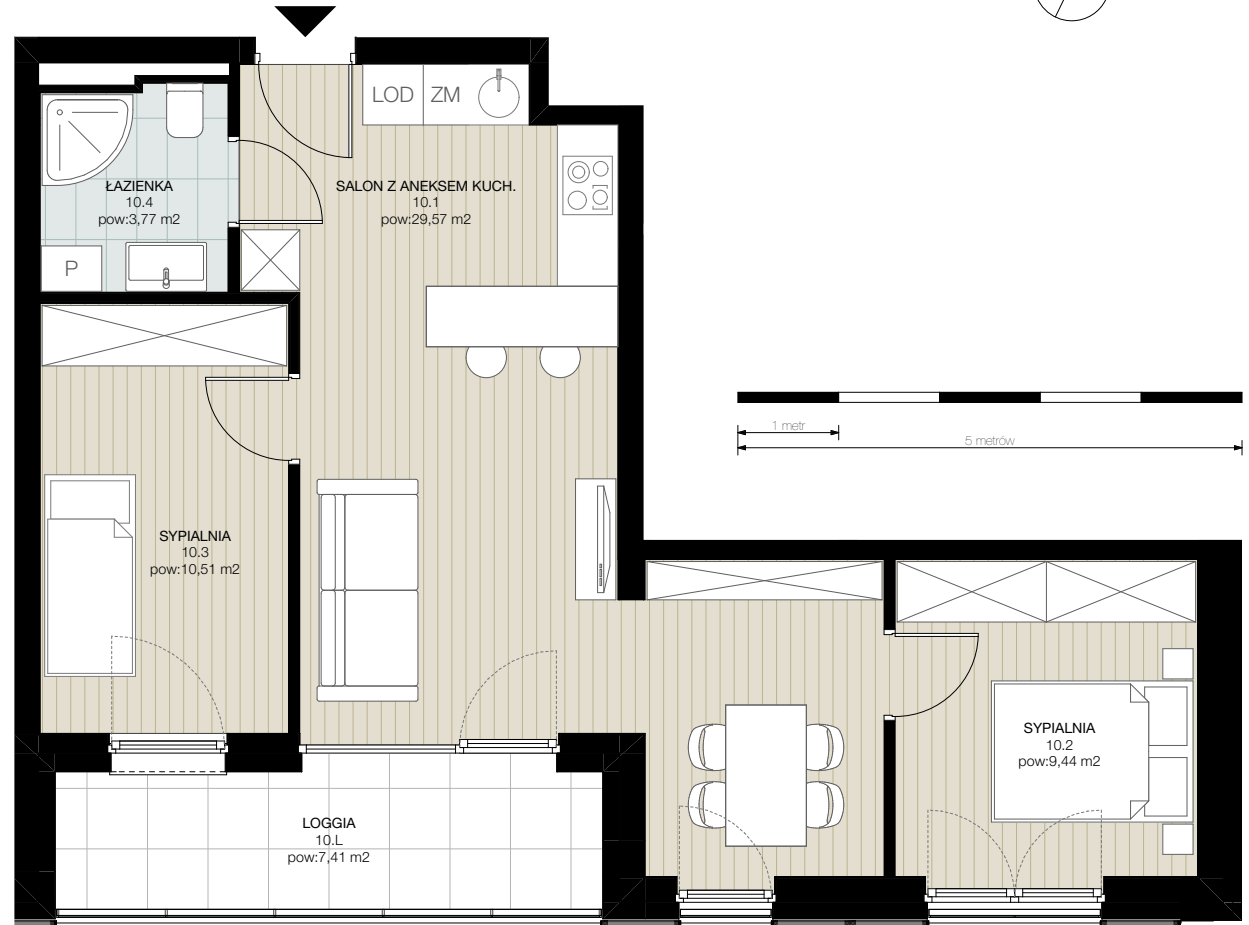 LOD
ZM
ŁAZIENKA
10.4
pow:3,77 m2
SALON Z ANEKSEM KUCH.
10.1
pow:29,57 m2
P
1 metr
5 metrów
SYPIALNIA
10.3
pow:10,51 m2
SYPIALNIA
10.2
pow:9,44 m2
LOGGIA
10.L
pow:7,41 m2